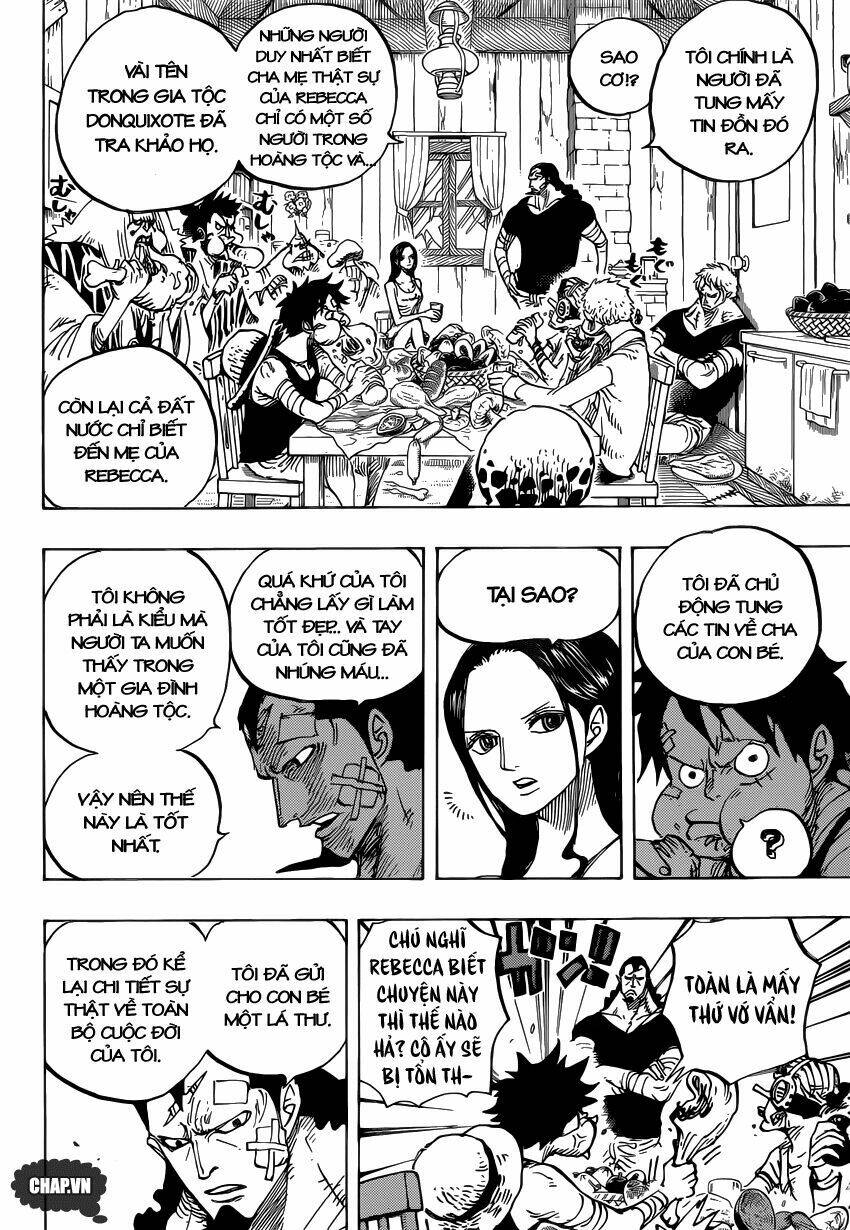 TÔI CHÍNH LÀ
NGƯỜI ĐÃ
TUNG MẤY
TIN ĐỒN ĐÓ
RA.
SAO
CƠ!?
NHỮNG NGƯỜI
DUY NHẤT BIẾT
CHA MẸ THẬT SỰ
CỦA REBECCA
CHỈ CÓ MỘT SỐ
NGƯỜI TRONG
HOÀNG TỘC VÀ...
VÀI TÊN
TRONG GIA TỘC
DONQUIXOTE ĐÃ
TRA KHẢO HỌ.
むしゃ
むしゃ
CÒN LẠI CẢ ĐẤT
NƯỚC CHỈ BIẾT
ĐẾN MẸ CỦA
REBECCA.
TÔI ĐÃ CHỦ
ĐỘNG TUNG
CÁC TIN VỀ CHA
CỦA CON BÉ.
?
TẠI SAO?
QUÁ KHỨ CỦA TÔI
CHẲNG LẤY GÌ LÀM
TỐT ĐẸP... VÀ TAY
CỦA TÔI CŨNG ĐÃ
NHÚNG MÁU...
TÔI KHÔNG
PHẢI LÀ KIỂU MÀ
NGƯỜI TA MUỐN
THẤY TRONG
MỘT GIA ĐÌNH
HOÀNG TỘC.
VẬY NÊN THẾ
NÀY LÀ TỐT
NHẤT.
TOÀN LÀ MẤY
THỨ VỚ VẨN!
CHÚ NGHĨ
REBECCA BIẾT
CHUYỆN NÀY
THÌ THẾ NÀO
HẢ? CÔ ẤY SẼ
BỊ TỔN TH-
TÔI ĐÃ GỬI
CHO CON BÉ
MỘT LÁ THƯ.
TRONG ĐÓ KỂ
LẠI CHI TIẾT SỰ
THẬT VỀ TOÀN
BỘ CUỘC ĐỜI
CỦA TÔI.
CHAP.VN